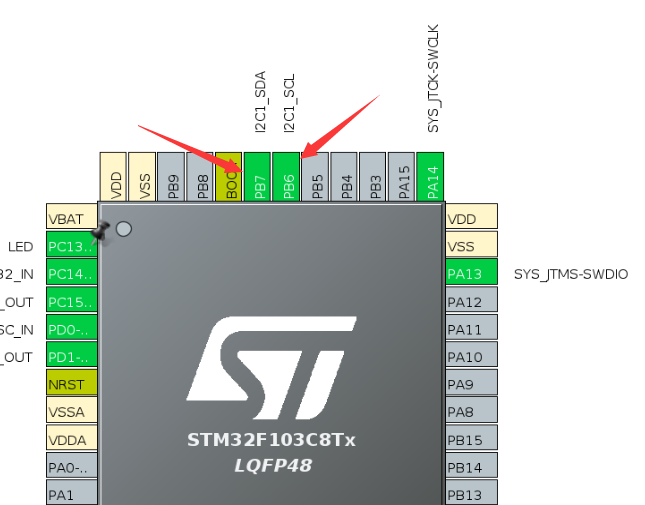 I2C1_SDA
I2C1_SCL
SYS_JTCK-SWCLK
VDD
VSS
PB9
PB8
PB7
PB6
PB5
PB4
PB3
PA15
PA14
VBAT
VDD
LED
PC13..
VSS
32_IN
PC14..
PA13
SYS_JTMS-SWDIO
_OUT
PC15..
PA12
SC_IN
PD0-..
PA11
_OUT
PD1-..
PA10
NRST
PA9
VSSA
PA8
VDDA
PB15
PA0-..
PB14
PA1
PB13
ST
STM32F103C8Tx
LQFP48